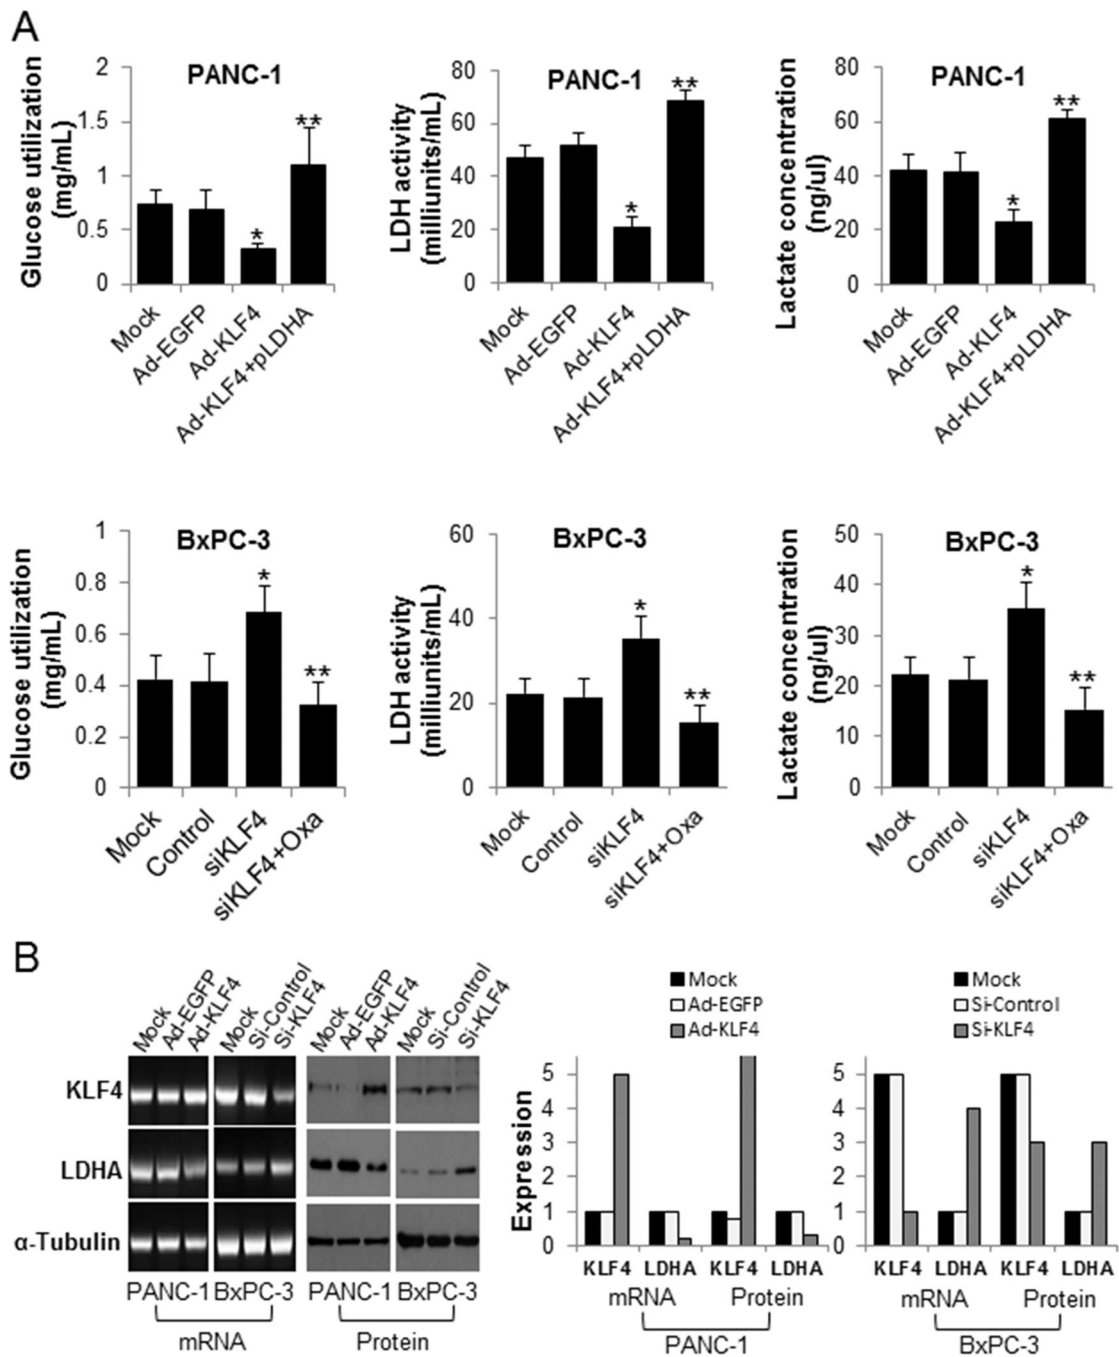 A
PANC-1
Glucose utilization
(mg/mL)
2
1.5
1
0.5
0
*
**
Mock
Ad-EGFP
Ad-KLF4
Ad-KLF4+pLDHA
PANC-1
LDH activity
(milliunits/mL)
80
60
40
20
0
*
**
Mock
Ad-EGFP
Ad-KLF4
Ad-KLF4+pLDHA
PANC-1
Lactate concentration
(ng/ul)
80
60
40
20
0
*
**
Mock
Ad-EGFP
Ad-KLF4
Ad-KLF4+pLDHA
BxPC-3
Glucose utilization
(mg/mL)
1
0.8
0.6
0.4
0.2
0
*
**
Mock
Control
siKLF4
siKLF4+Oxa
BxPC-3
LDH activity
(milliunits/mL)
60
40
20
0
*
**
Mock
Control
siKLF4
siKLF4+Oxa
BxPC-3
Lactate concentration
(ng/ul)
50
40
30
20
10
0
*
**
Mock
Control
siKLF4
siKLF4+Oxa
B
Mock
Ad-EGFP
Ad-KLF4
Mock
Si-Control
Si-KLF4
Mock
Ad-EGFP
Ad-KLF4
Mock
Si-Control
Si-KLF4
KLF4
LDHA
α-Tubulin
PANC-1 BxPC-3
mRNA
PANC-1 BxPC-3
Protein
Mock
Ad-EGFP
Ad-KLF4
Expression
5
4
3
2
1
0
KLF4 LDHA KLF4 LDHA
mRNA Protein
PANC-1
Mock
Si-Control
Si-KLF4
5
4
3
2
1
0
KLF4 LDHA KLF4 LDHA
mRNA Protein
BxPC-3